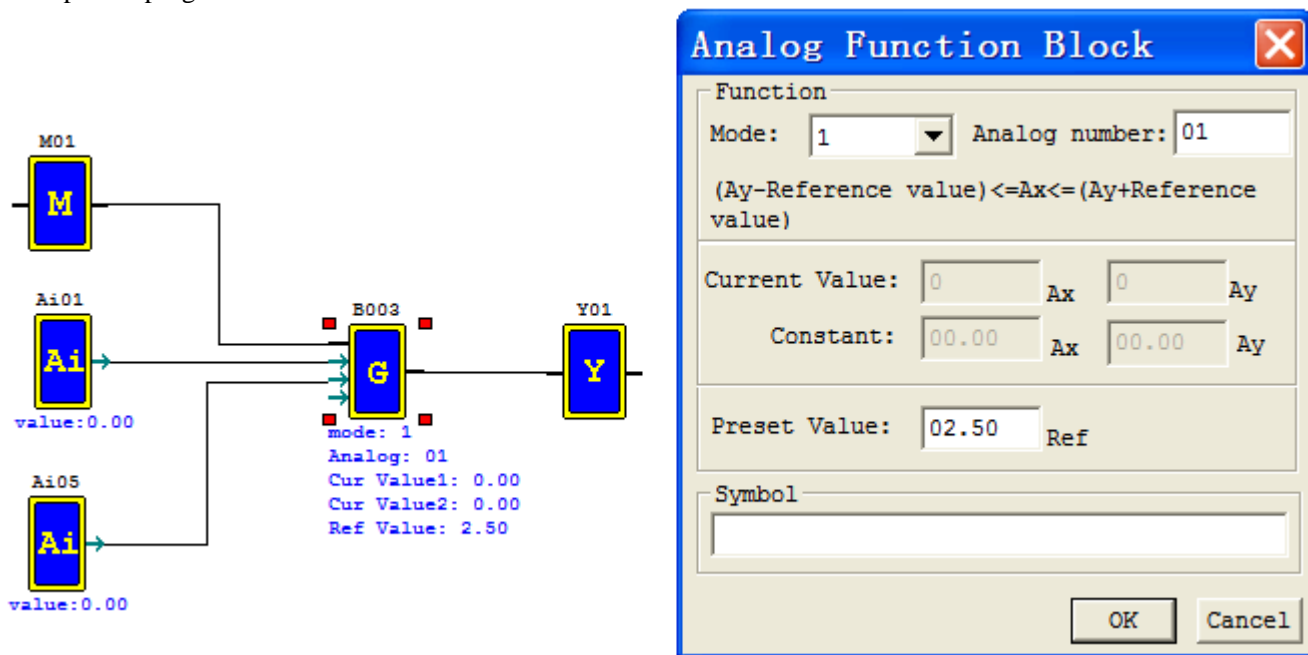 M01
M
Ai01
Ai
value:0.00
Ai05
Ai
value:0.00
B003
G
mode: 1
Analog: 01
Cur Value1: 0.00
Cur Value2: 0.00
Ref Value: 2.50
Y01
Y
Analog Function Block
Function
Mode: 1 Analog number: 01
(Ay-Reference value)<=Ax<=(Ay+Reference
value)
Current Value: 0 Ax 0 Ay
Constant: 00.00 Ax 00.00 Ay
Preset Value: 02.50 Ref
Symbol
OK Cancel